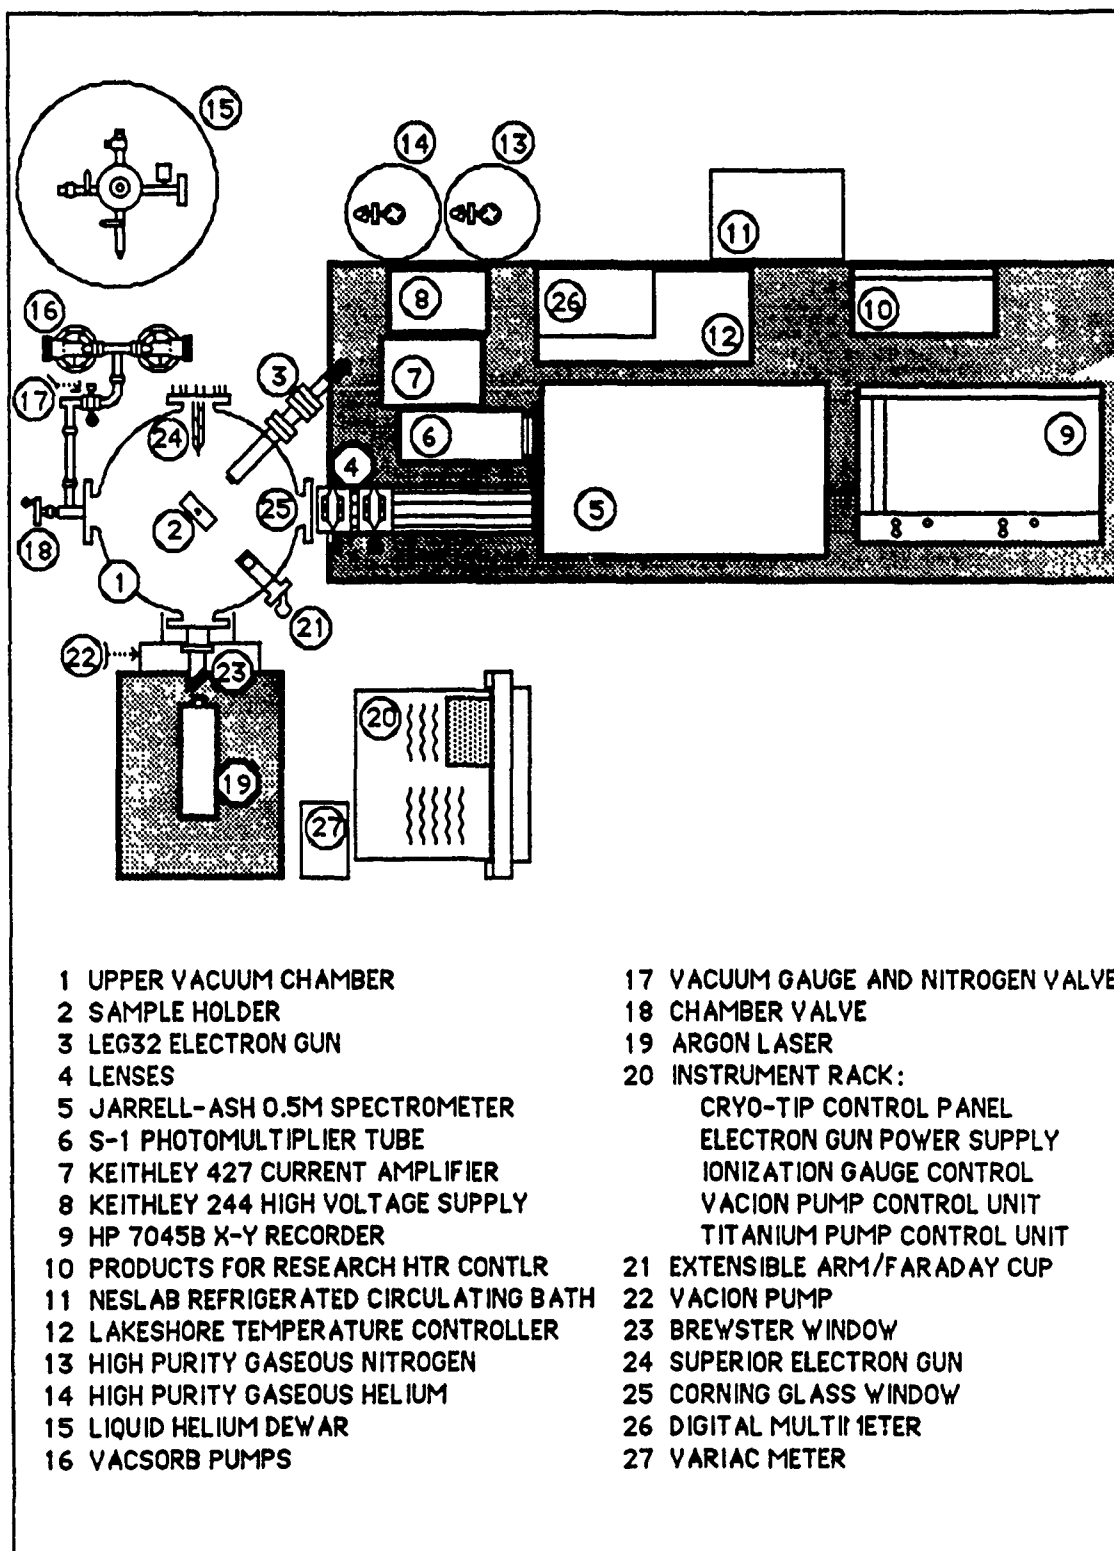 15
14
13
11
16
8
26
12
10
3
17
7
24
6
9
4
25
5
2
18
1
21
22
23
20
19
27
1 UPPER VACUUM CHAMBER
2 SAMPLE HOLDER
3 LEG32 ELECTRON GUN
4 LENSES
5 JARRELL-ASH 0.5M SPECTROMETER
6 S-1 PHOTOMULTIPLIER TUBE
7 KEITHLEY 427 CURRENT AMPLIFIER
8 KEITHLEY 244 HIGH VOLTAGE SUPPLY
9 HP 7045B X-Y RECORDER
10 PRODUCTS FOR RESEARCH HTR CONTLR
11 NESLAB REFRIGERATED CIRCULATING BATH
12 LAKESHORE TEMPERATURE CONTROLLER
13 HIGH PURITY GASEOUS NITROGEN
14 HIGH PURITY GASEOUS HELIUM
15 LIQUID HELIUM DEWAR
16 VACSORB PUMPS
17 VACUUM GAUGE AND NITROGEN VALVE
18 CHAMBER VALVE
19 ARGON LASER
20 INSTRUMENT RACK:
CRYO-TIP CONTROL PANEL
ELECTRON GUN POWER SUPPLY
IONIZATION GAUGE CONTROL
VACION PUMP CONTROL UNIT
TITANIUM PUMP CONTROL UNIT
21 EXTENSIBLE ARM/FARADAY CUP
22 VACION PUMP
23 BREWSTER WINDOW
24 SUPERIOR ELECTRON GUN
25 CORNING GLASS WINDOW
26 DIGITAL MULTIMETER
27 VARIAC METER